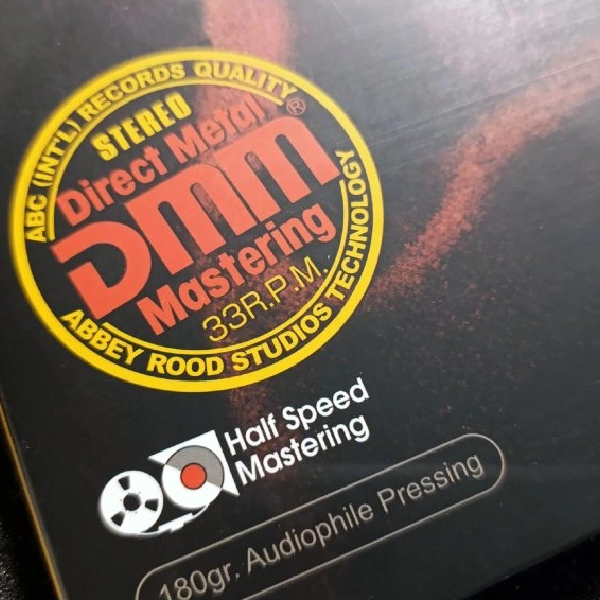 ABC (INT'L) RECORDS QUALITY
STEREO
Direct Metal ®
DMM
Mastering
33R.P.M.
ABBEY ROOD STUDIOS TECHNOLOGY
Half Speed
Mastering
180gr. Audiophile Pressing